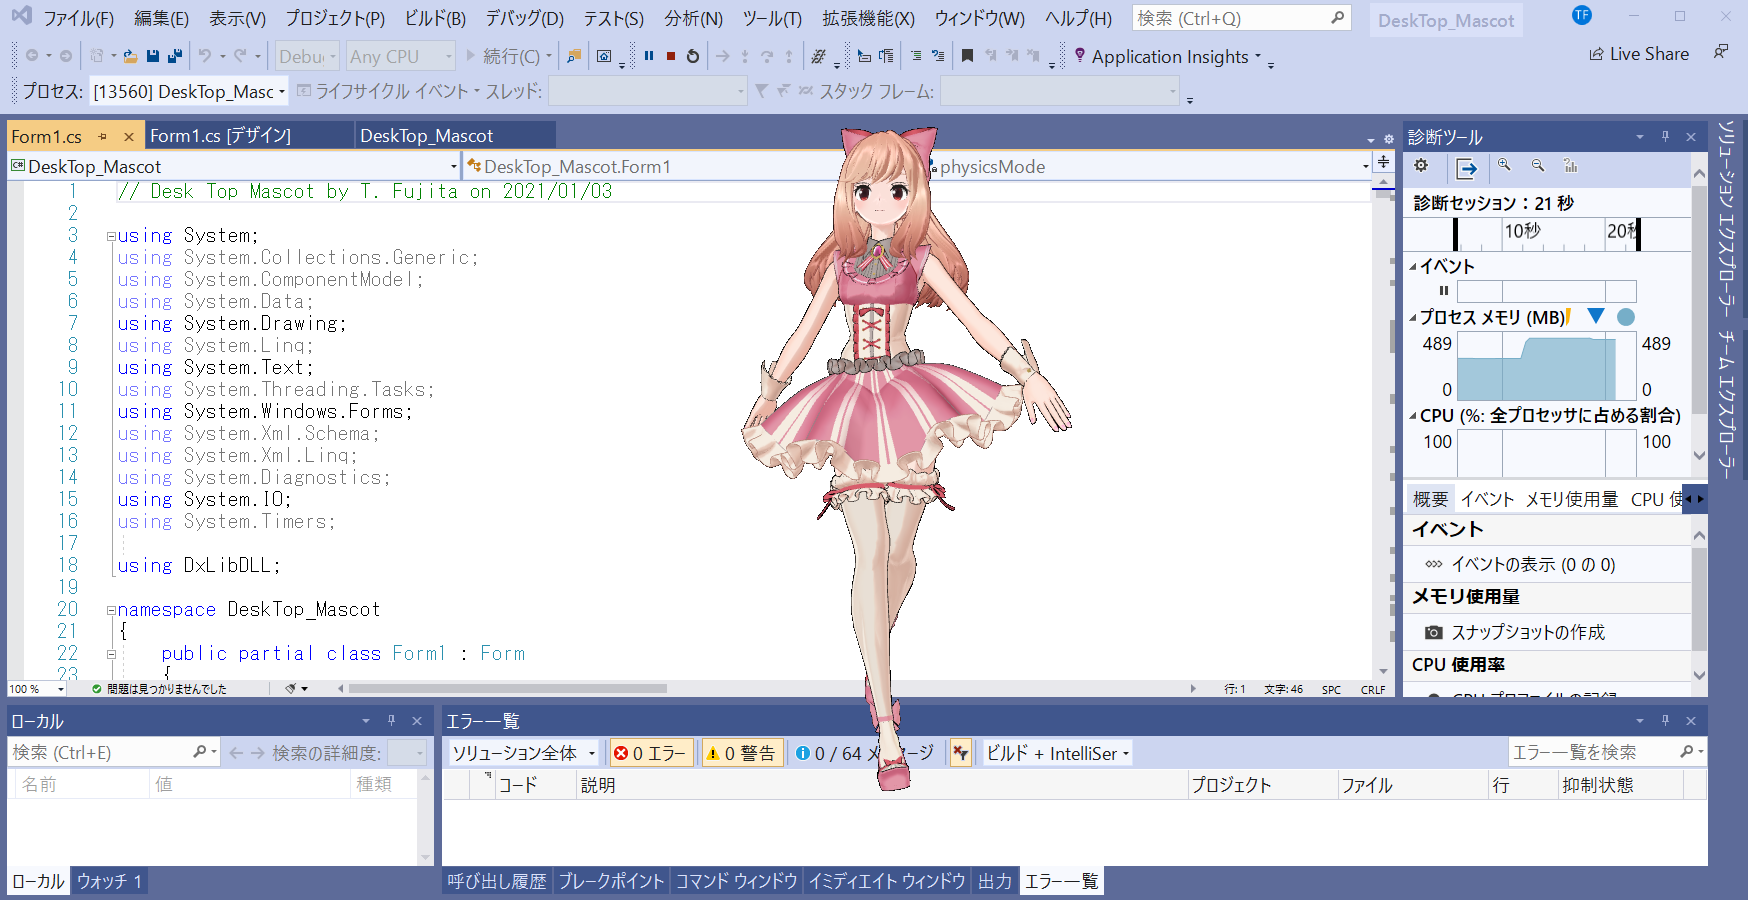 ファイル(F) 編集(E) 表示(V) プロジェクト(P) ビルド(B) デバッグ(D) テスト(S) 分析(N) ツール(T) 拡張機能(X) ウィンドウ(W) ヘルプ(H) 検索 (Ctrl+Q) DeskTop_Mascot TF
Debu Any CPU 続行(C) Application Insights Live Share
プロセス: [13560] DeskTop_Masc ライフサイクル イベント スレッド: スタック フレーム:
Form1.cs Form1.cs [デザイン] DeskTop_Mascot
C# DeskTop_Mascot DeskTop_Mascot.Form1 physicsMode
1 // Desk Top Mascot by T. Fujita on 2021/01/03
2
3 using System;
4 using System.Collections.Generic;
5 using System.ComponentModel;
6 using System.Data;
7 using System.Drawing;
8 using System.Linq;
9 using System.Text;
10 using System.Threading.Tasks;
11 using System.Windows.Forms;
12 using System.Xml.Schema;
13 using System.Xml.Linq;
14 using System.Diagnostics;
15 using System.IO;
16 using System.Timers;
17
18 using DxLibDLL;
19
20 namespace DeskTop_Mascot
21 {
22 public partial class Form1 : Form
23 {
100 % 問題は見つかりませんでした 行: 1 文字: 46 SPC CRLF
診断ツール
診断セッション：21 秒
10秒 20秒
イベント
プロセス メモリ (MB)
489 489
0 0
CPU (%: 全プロセッサに占める割合)
100 100
概要 イベント メモリ使用量 CPU 使
イベント
イベントの表示 (0 の 0)
メモリ使用量
スナップショットの作成
CPU 使用率
CPU プロファイルの記録
ソリューション エクスプローラー
チーム エクスプローラー
ローカル
検索 (Ctrl+E) 検索の詳細度:
名前 値 種類
ローカル ウォッチ 1
エラー一覧
ソリューション全体 0 エラー 0 警告 0 / 64 メ ージ ビルド + IntelliSer エラー一覧を検索
コード 説明 プロジェクト ファイル 行 抑制状態
呼び出し履歴 ブレークポイント コマンド ウィンドウ イミディエイト ウィンドウ 出力 エラー一覧